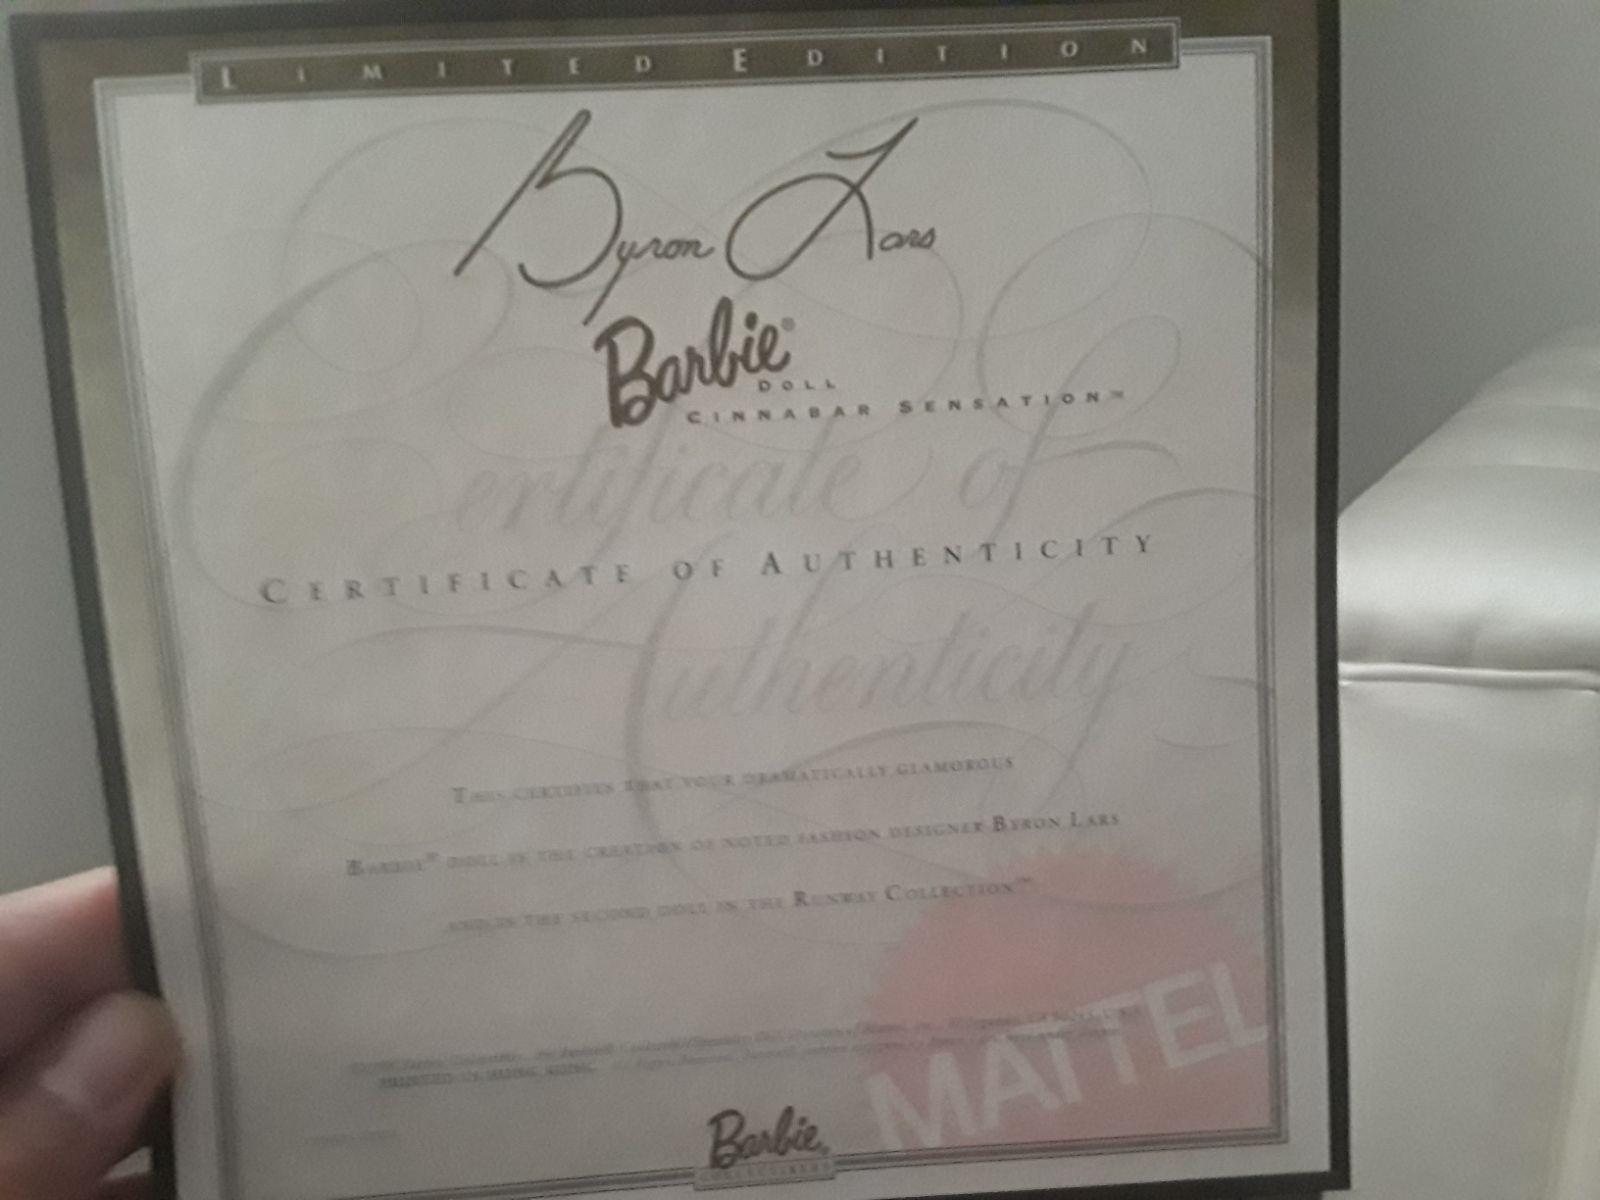 LIMITED EDITION
Byron Lars
Barbie®
DOLL
CINNABAR SENSATION™
Certificate of
CERTIFICATE OF AUTHENTICITY
Authenticity
THIS CERTIFIES THAT YOUR DRAMATICALLY GLAMOROUS
BARBIE® DOLL IS THE CREATION OF NOTED FASHION DESIGNER BYRON LARS
AND IS THE SECOND DOLL IN THE RUNWAY COLLECTION™
MATTEL
Barbie
COLLECTIBLES